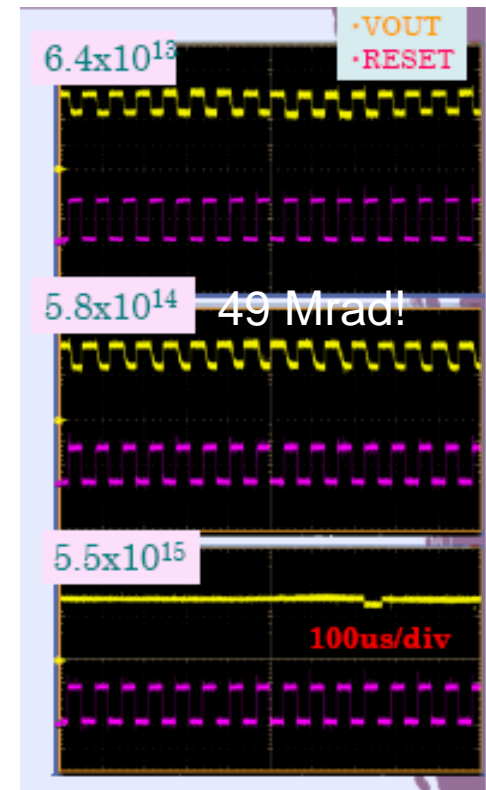 ·VOUT
·RESET
6.4x10¹³
5.8x10¹⁴
49 Mrad!
5.5x10¹⁵
100us/div